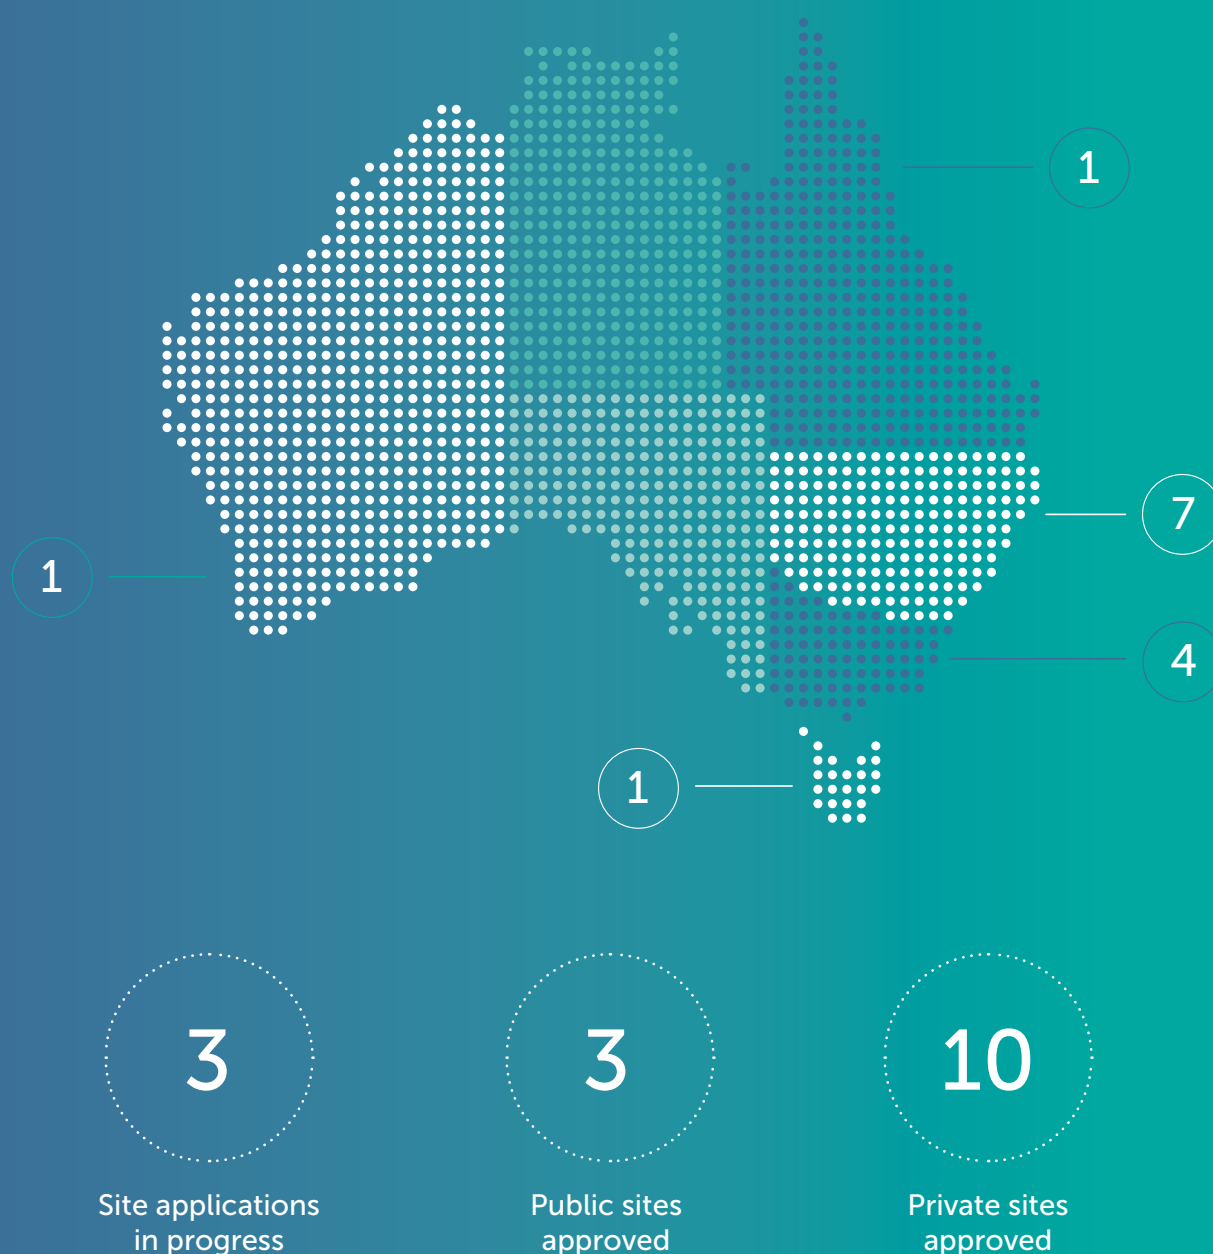 1
7
1
4
1
3
3
10
Site applications
in progress
Public sites
approved
Private sites
approved